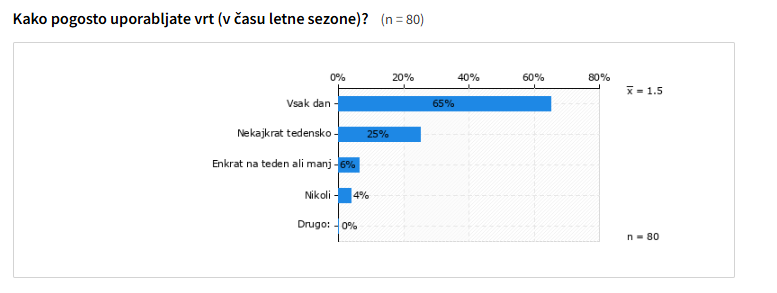 Kako pogosto uporabljate vrt (v času letne sezone)? (n = 80)
0% 20% 40% 60% 80%
x̅ = 1.5
Vsak dan 65%
Nekajkrat tedensko 25%
Enkrat na teden ali manj 6%
Nikoli 4%
Drugo: 0%
n = 80